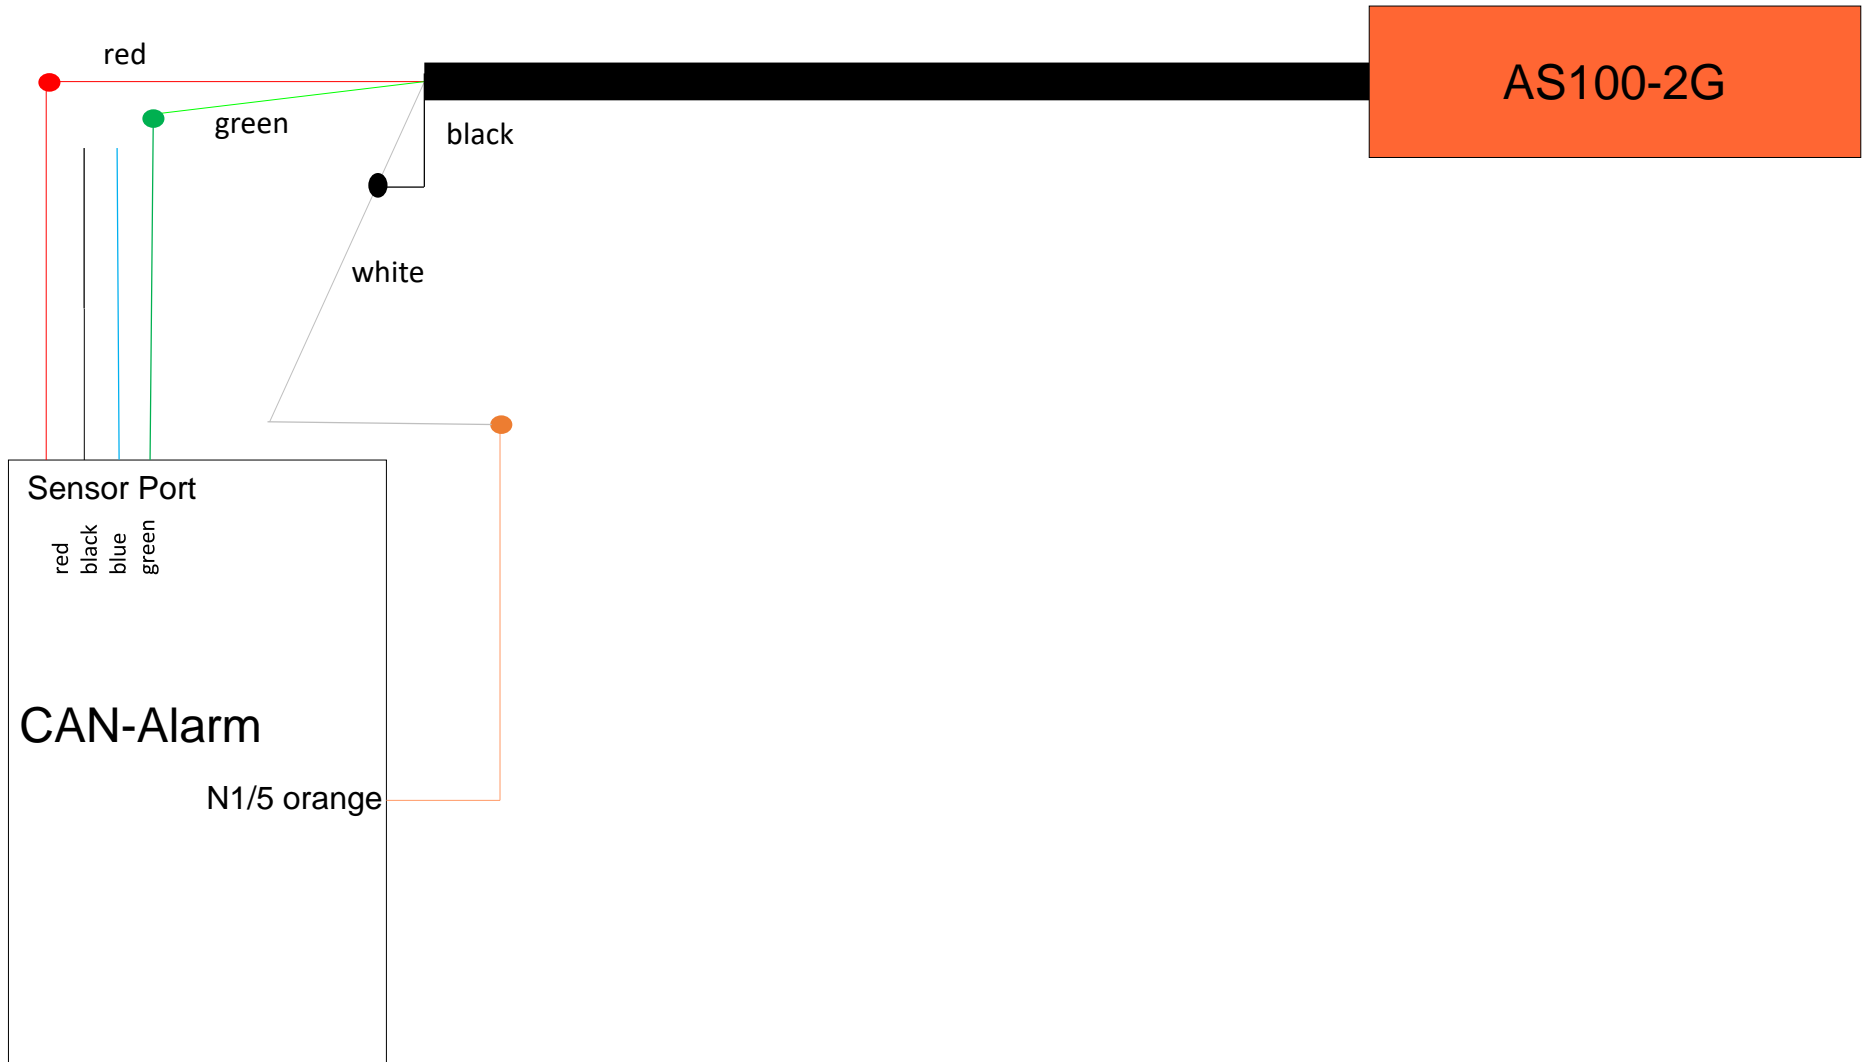 red
AS100-2G
green
black
white
Sensor Port
red
black
blue
green
CAN-Alarm
N1/5 orange